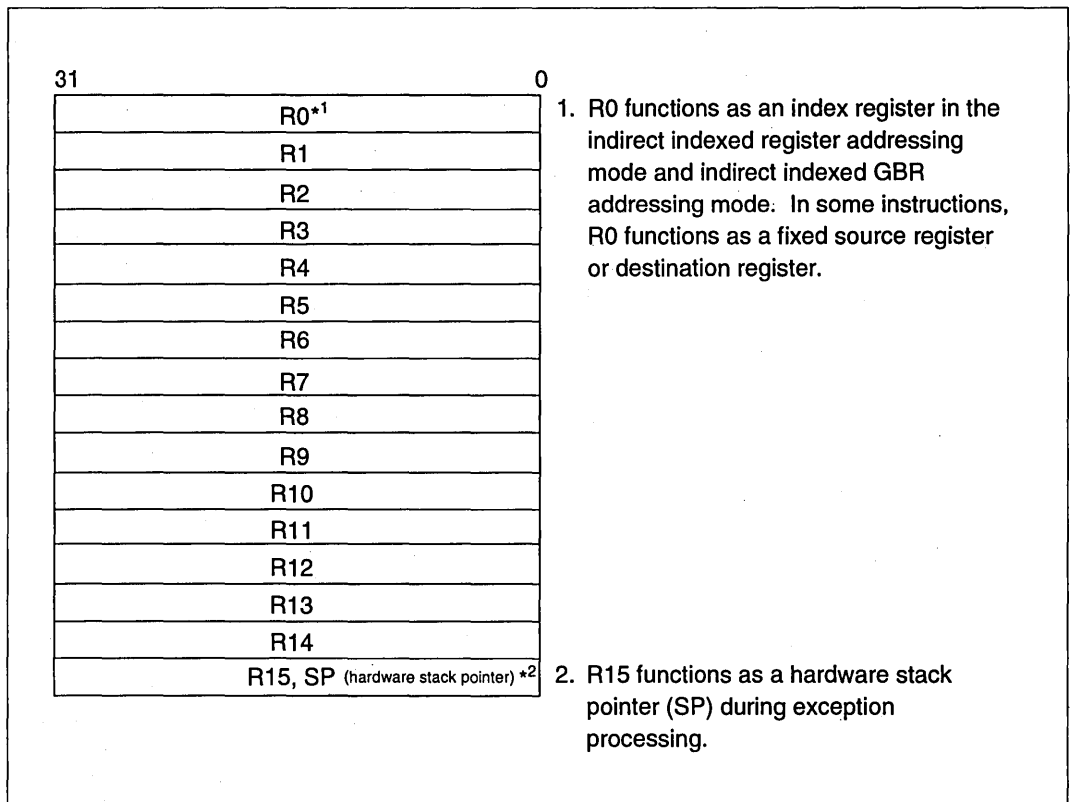 31 0
R0*1
R1
R2
R3
R4
R5
R6
R7
R8
R9
R10
R11
R12
R13
R14
R15, SP (hardware stack pointer) *2
1. R0 functions as an index register in the
indirect indexed register addressing
mode and indirect indexed GBR
addressing mode. In some instructions,
R0 functions as a fixed source register
or destination register.
2. R15 functions as a hardware stack
pointer (SP) during exception
processing.